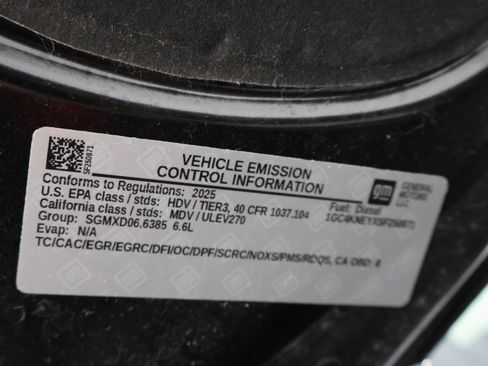 SF250871
VEHICLE EMISSION
CONTROL INFORMATION
gm
GENERAL
MOTORS
LLC
Conforms to Regulations: 2025
U.S. EPA class / stds: HDV / TIER3, 40 CFR 1037.104
Fuel: Diesel
California class / stds: MDV / ULEV270
Group: SGMXD06.6385 6.6L
Evap: N/A
TC/CAC/EGR/EGRC/DFI/OC/DPF/SCRC/NOXS/PMS/RDQS, CA OBD: II